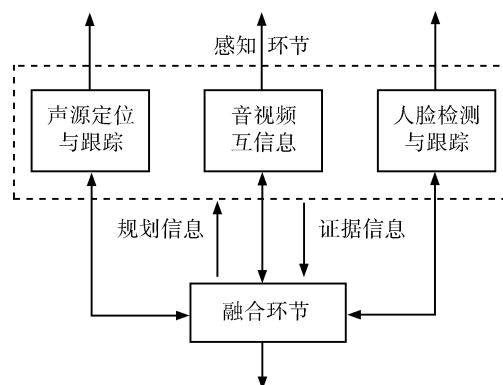 感知 环节
声源定位
与跟踪
音视频
互信息
人脸检测
与跟踪
规划信息
证据信息
融合环节